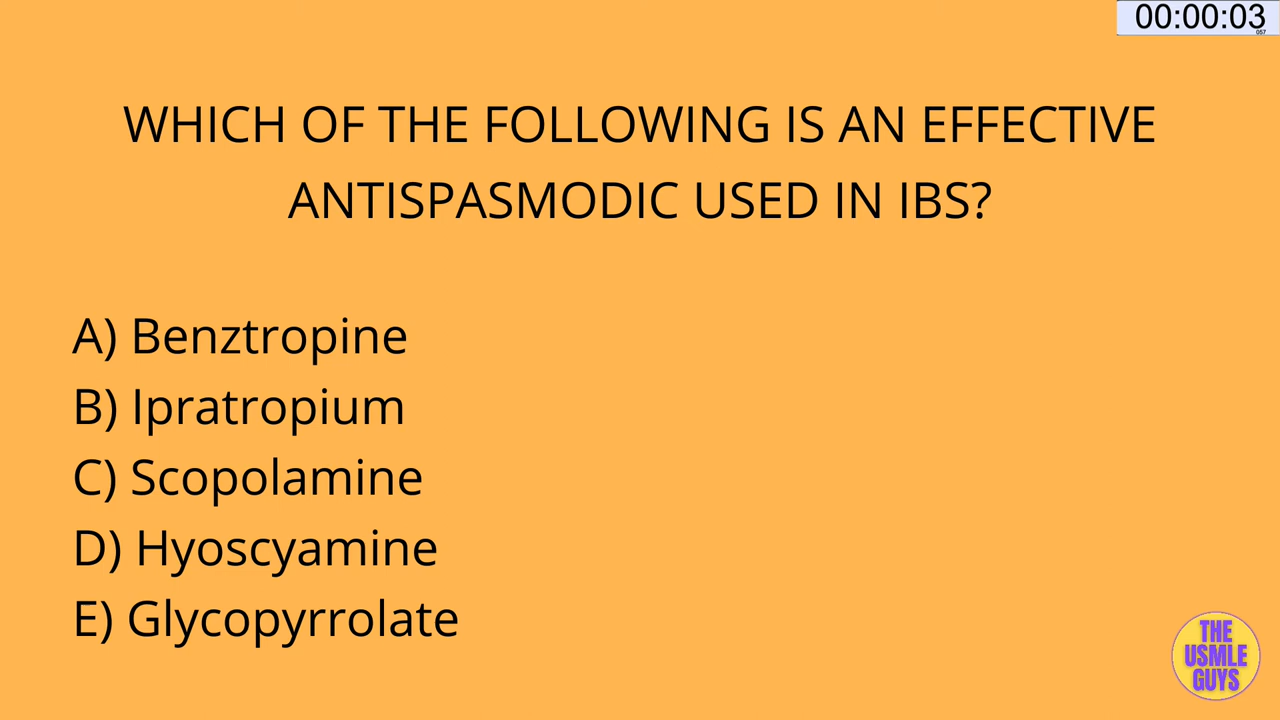 00:00:03
057
WHICH OF THE FOLLOWING IS AN EFFECTIVE
ANTISPASMODIC USED IN IBS?
A) Benztropine
B) Ipratropium
C) Scopolamine
D) Hyoscyamine
E) Glycopyrrolate
THE
USMLE
GUYS